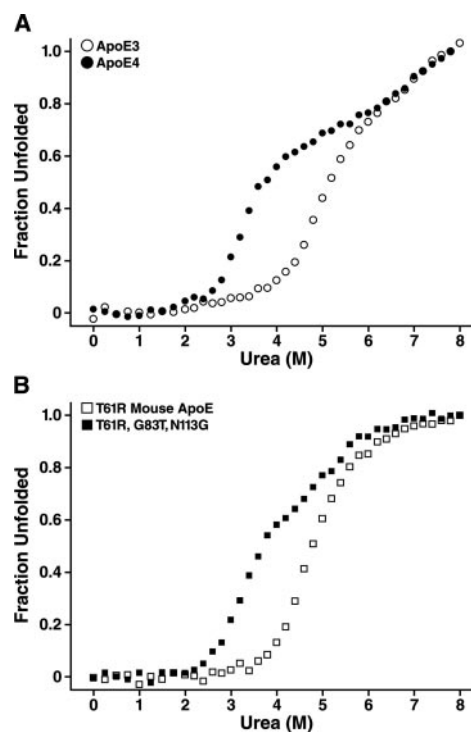 A
ApoE3
ApoE4
Fraction Unfolded
1.0
0.8
0.6
0.4
0.2
0
0 1 2 3 4 5 6 7 8
Urea (M)
B
T61R Mouse ApoE
T61R, G83T, N113G
Fraction Unfolded
1.0
0.8
0.6
0.4
0.2
0
0 1 2 3 4 5 6 7 8
Urea (M)